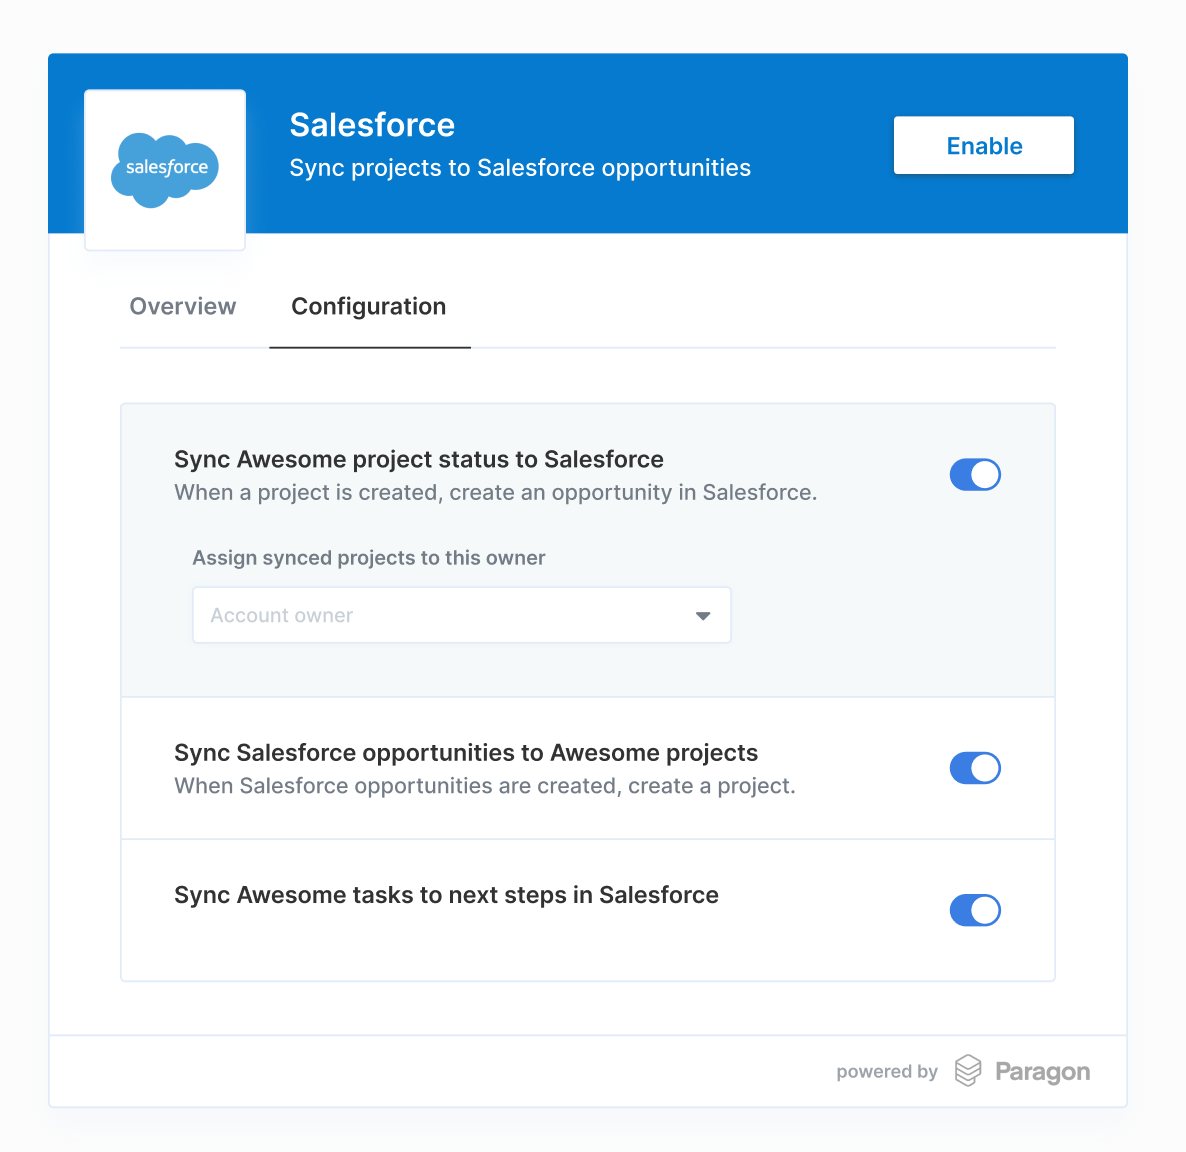 salesforce
Salesforce
Sync projects to Salesforce opportunities
Enable
Overview
Configuration
Sync Awesome project status to Salesforce
When a project is created, create an opportunity in Salesforce.
Assign synced projects to this owner
Account owner
Sync Salesforce opportunities to Awesome projects
When Salesforce opportunities are created, create a project.
Sync Awesome tasks to next steps in Salesforce
powered by Paragon